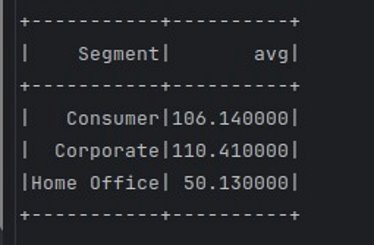 +-----------+----------+
|    Segment|       avg|
+-----------+----------+
|   Consumer|106.140000|
|  Corporate|110.410000|
|Home Office| 50.130000|
+-----------+----------+